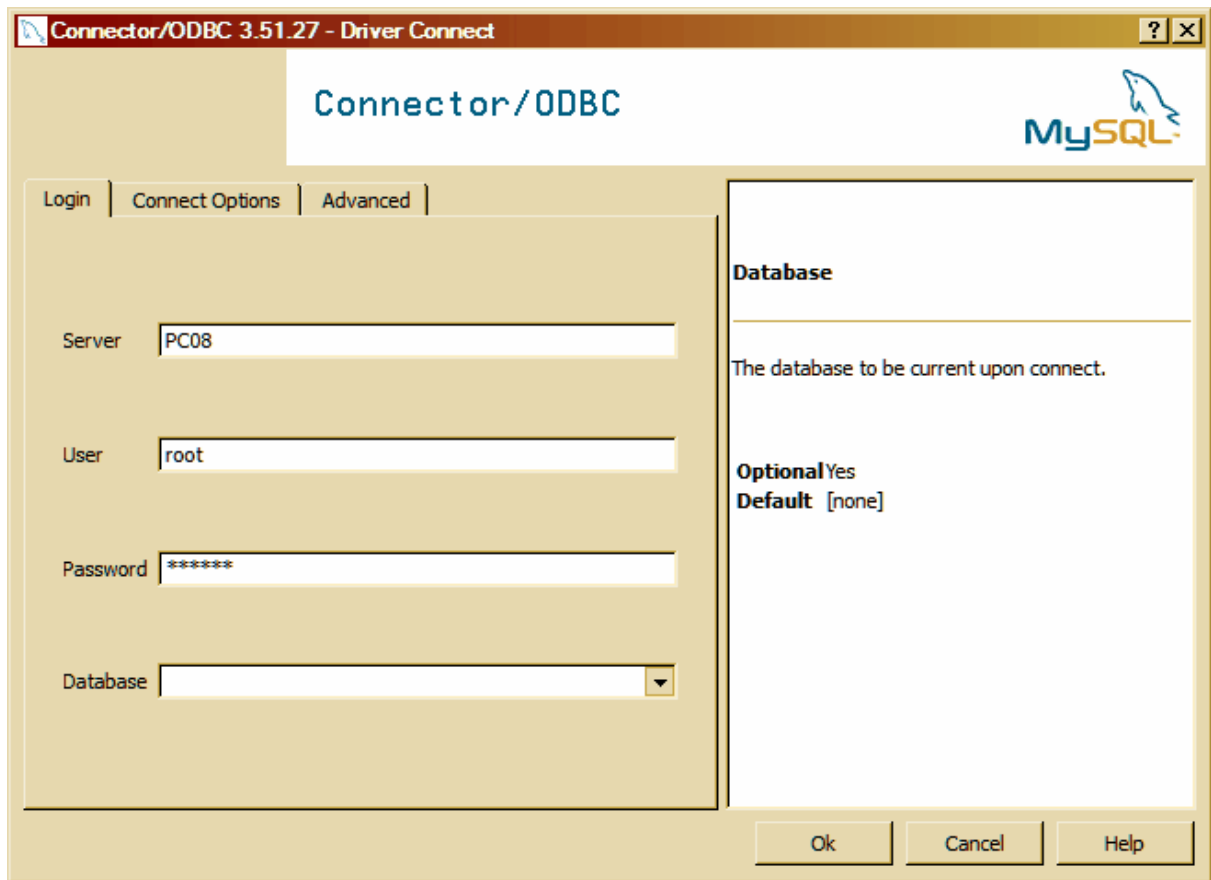 Connector/ODBC 3.51.27 - Driver Connect
Connector/ODBC
MySQL
Login Connect Options Advanced
Server PC08
User root
Password ******
Database
Database
The database to be current upon connect.
Optional Yes
Default [none]
Ok Cancel Help